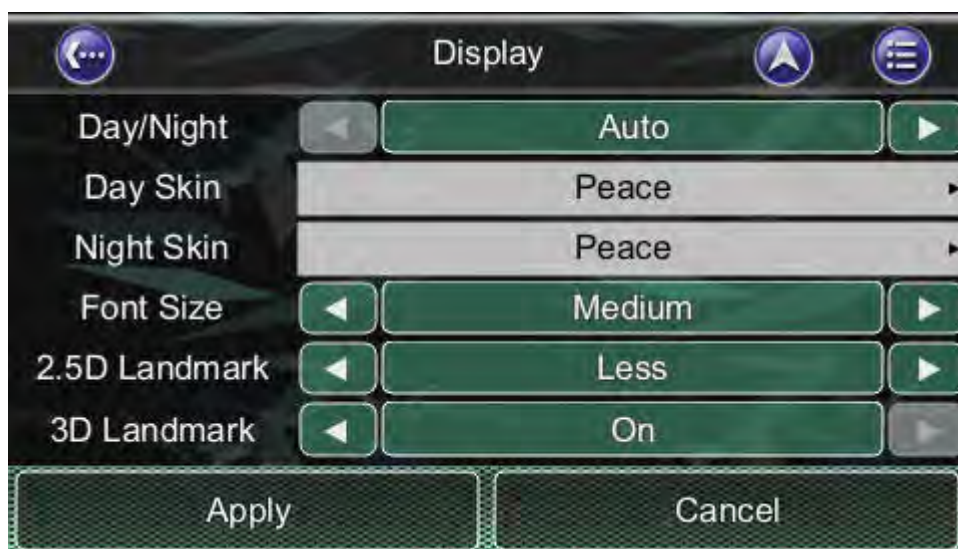 Display
Day/Night Auto
Day Skin Peace
Night Skin Peace
Font Size Medium
2.5D Landmark Less
3D Landmark On
Apply Cancel